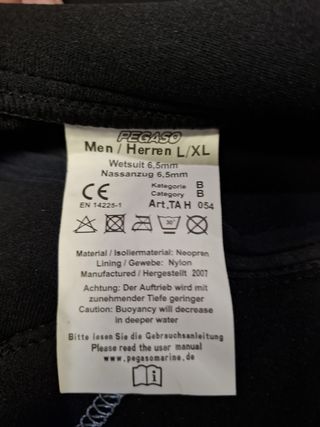 PEGASO
Men / Herren L/XL
Wetsuit 6,5mm
Nassanzug 6,5mm
CE
Kategorie B
Category B
EN 14225-1
Art,TA H 054
30°
Material / Isoliermaterial: Neopren
Lining / Gewebe: Nylon
Manufactured / Hergestellt 2007
Achtung: Der Auftrieb wird mit
zunehmender Tiefe geringer
Caution: Buoyancy will decrease
in deeper water
Bitte lesen Sie die Gebrauchsanleitung
Please read the user manual
www.pegasomarine.de